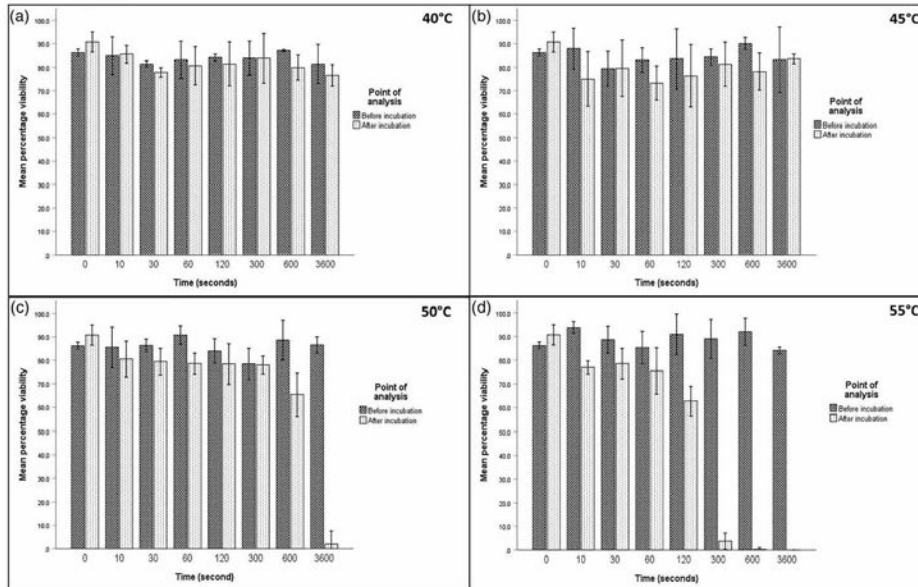 (a)
40°C
100.0
90.0
80.0
70.0
60.0
50.0
40.0
30.0
20.0
10.0
.0
Mean percentage viability
Point of
analysis
Before incubation
After incubation
0 10 30 60 120 300 600 3600
Time (seconds)
(b)
45°C
100.0
90.0
80.0
70.0
60.0
50.0
40.0
30.0
20.0
10.0
.0
Mean percentage viability
Point of
analysis
Before incubation
After incubation
0 10 30 60 120 300 600 3600
Time (seconds)
(c)
50°C
100.0
90.0
80.0
70.0
60.0
50.0
40.0
30.0
20.0
10.0
.0
Mean percentage viability
Point of
analysis
Before incubation
After incubation
0 10 30 60 120 300 600 3600
Time (second)
(d)
55°C
100.0
90.0
80.0
70.0
60.0
50.0
40.0
30.0
20.0
10.0
.0
Mean percentage viability
Point of
analysis
Before incubation
After incubation
0 10 30 60 120 300 600 3600
Time (seconds)